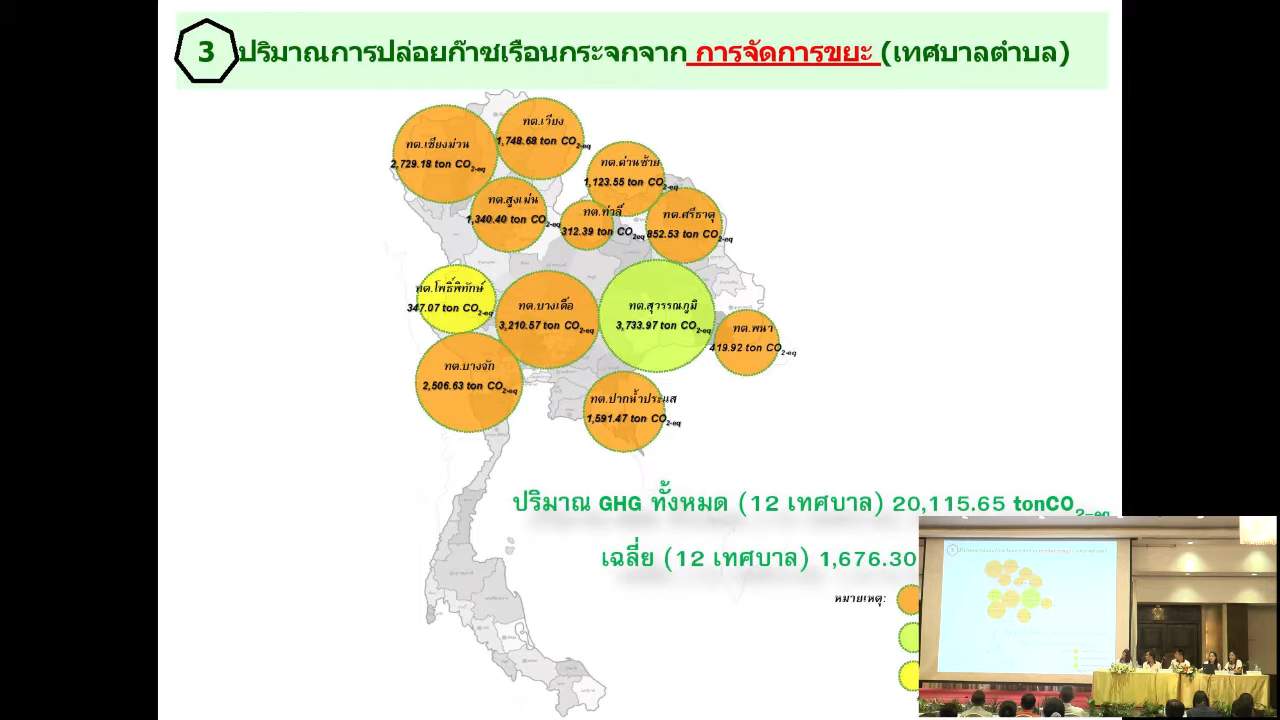 3
ปริมาณการปล่อยก๊าซเรือนกระจกจาก การจัดการขยะ (เทศบาลตำบล)
ทต.เวียง
1,748.68 ton CO2-eq
ทต.เชียงม่วน
2,729.18 ton CO2-eq
ทต.ด่านซ้าย
1,123.55 ton CO2-eq
ทต.สูงเม่น
1,340.40 ton CO2-eq
ทต.ท่าลี่
312.39 ton CO2eq
ทต.ศรีธาตุ
852.53 ton CO2-eq
ทต.โพธิ์พิทักษ์
347.07 ton CO2-eq
ทต.บางเดื่อ
3,210.57 ton CO2-eq
ทต.สุวรรณภูมิ
3,733.97 ton CO2-eq
ทต.พนา
419.92 ton CO2-eq
ทต.บางจัก
2,506.63 ton CO2-eq
ทต.ปากน้ำประแส
1,591.47 ton CO2-eq
ปริมาณ GHG ทั้งหมด (12 เทศบาล) 20,115.65 tonCO2-eq
เฉลี่ย (12 เทศบาล) 1,676.30
หมายเหตุ: